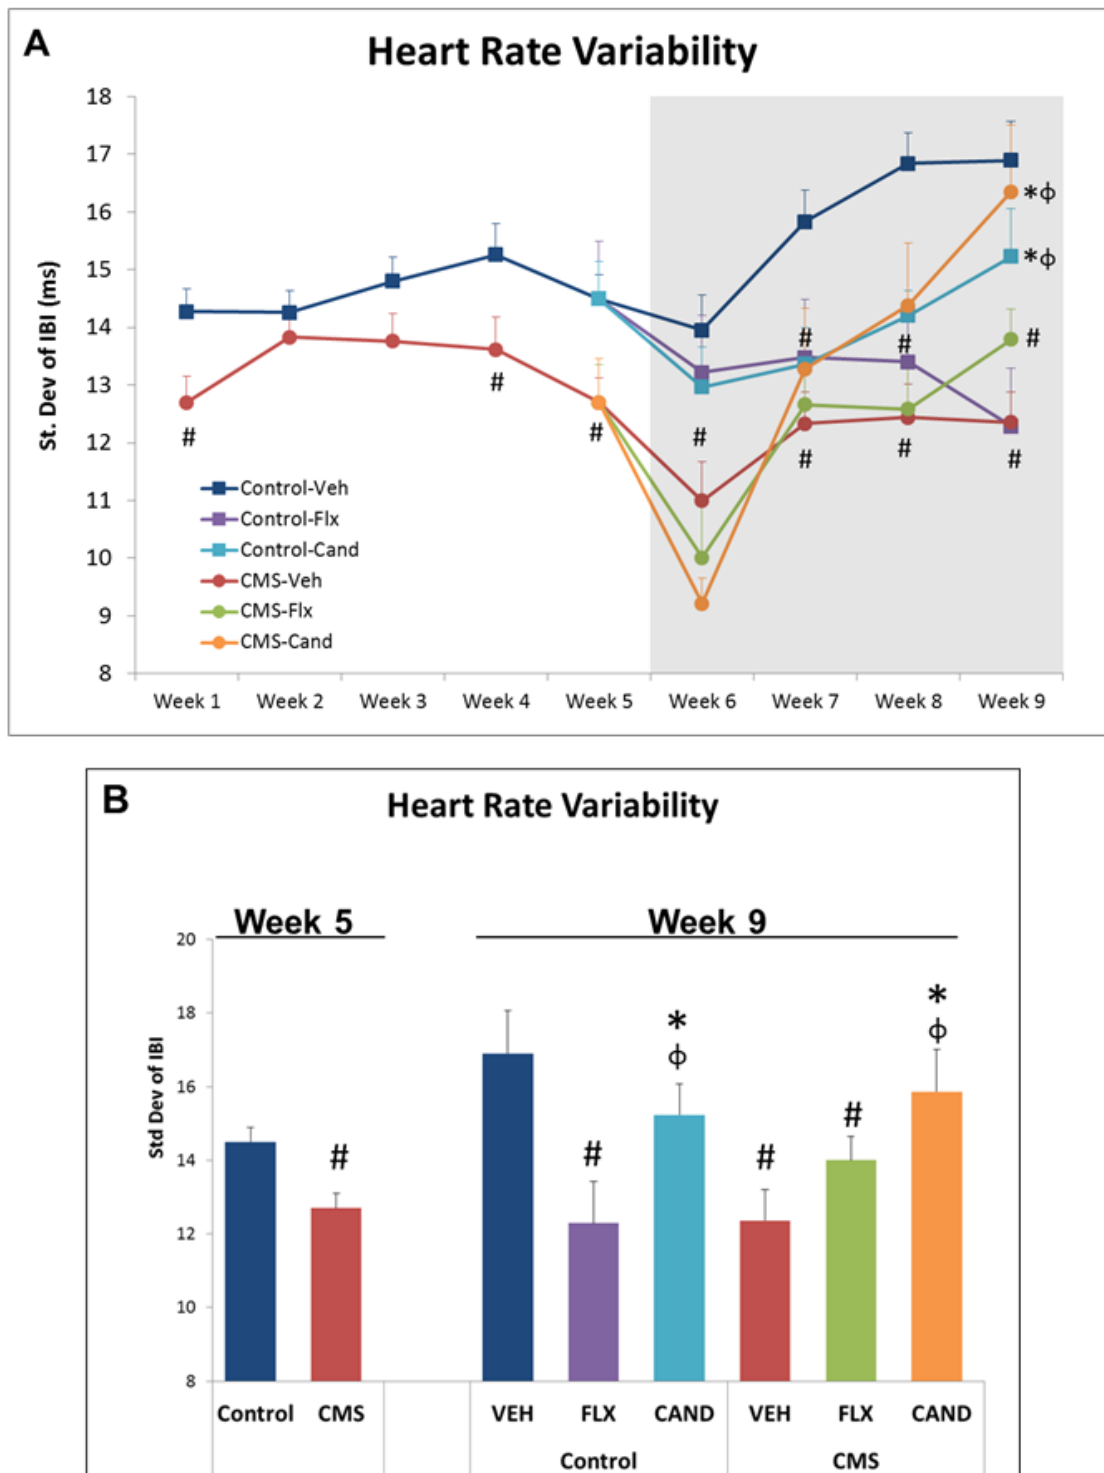 A
Heart Rate Variability
18
17
16
15
14
13
12
11
10
9
8
St. Dev of IBI (ms)
*ϕ
*ϕ
#
# #
# # # # # # #
Control-Veh
Control-Flx
Control-Cand
CMS-Veh
CMS-Flx
CMS-Cand
Week 1 Week 2 Week 3 Week 4 Week 5 Week 6 Week 7 Week 8 Week 9
B
Heart Rate Variability
Week 5 Week 9
20
18
16
14
12
10
8
Std Dev of IBI
# # * ϕ # # * ϕ
Control CMS VEH FLX CAND VEH FLX CAND
Control CMS